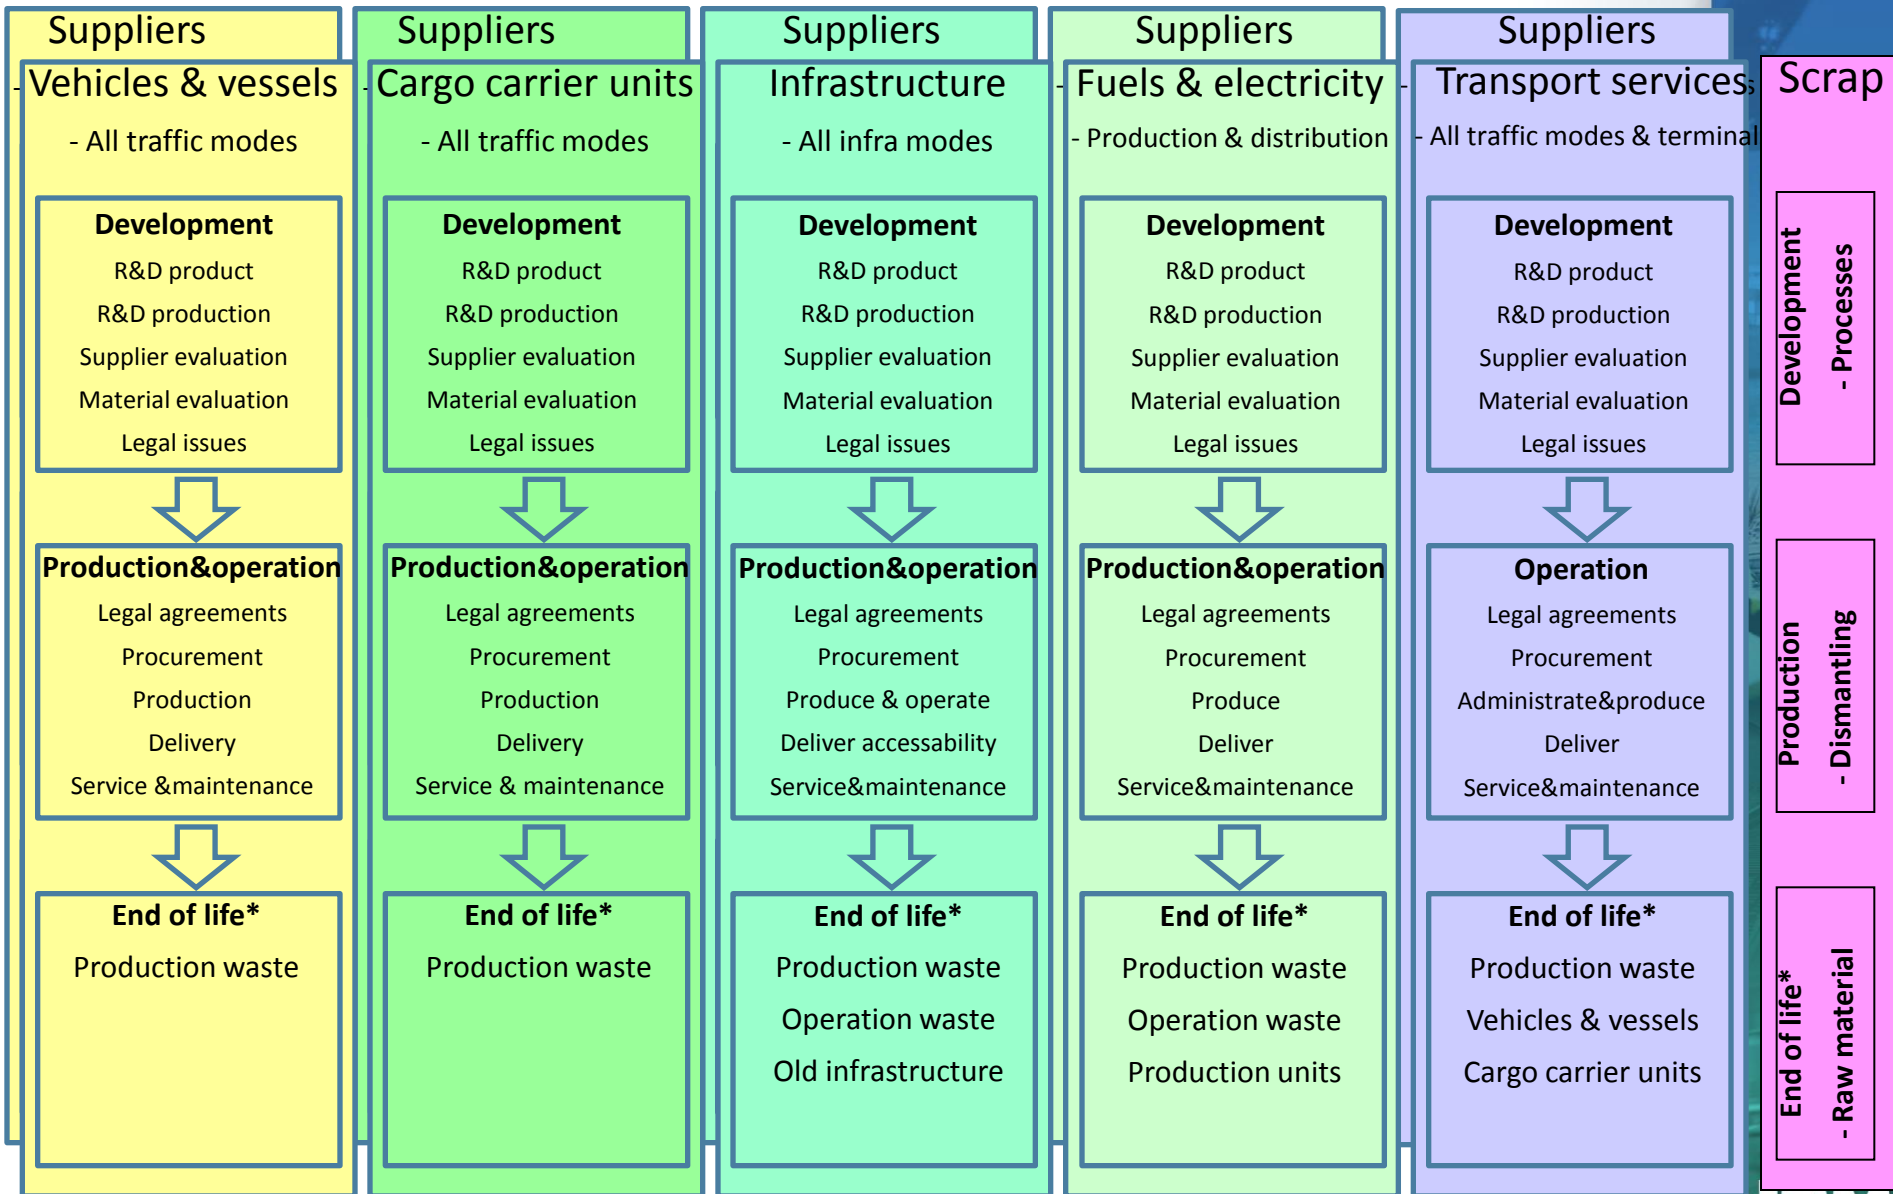 Suppliers
Vehicles & vessels
- All traffic modes
Development
R&D product
R&D production
Supplier evaluation
Material evaluation
Legal issues
Production&operation
Legal agreements
Procurement
Production
Delivery
Service &maintenance
End of life*
Production waste
Suppliers
Cargo carrier units
- All traffic modes
Development
R&D product
R&D production
Supplier evaluation
Material evaluation
Legal issues
Production&operation
Legal agreements
Procurement
Production
Delivery
Service & maintenance
End of life*
Production waste
Suppliers
Infrastructure
- All infra modes
Development
R&D product
R&D production
Supplier evaluation
Material evaluation
Legal issues
Production&operation
Legal agreements
Procurement
Produce & operate
Deliver accessability
Service&maintenance
End of life*
Production waste
Operation waste
Old infrastructure
Suppliers
Fuels & electricity
- Production & distribution
Development
R&D product
R&D production
Supplier evaluation
Material evaluation
Legal issues
Production&operation
Legal agreements
Procurement
Produce
Deliver
Service&maintenance
End of life*
Production waste
Operation waste
Production units
Suppliers
Transport services
- All traffic modes & terminal
Development
R&D product
R&D production
Supplier evaluation
Material evaluation
Legal issues
Operation
Legal agreements
Procurement
Administrate&produce
Deliver
Service&maintenance
End of life*
Production waste
Vehicles & vessels
Cargo carrier units
Scrap
Development
- Processes
Production
- Dismantling
End of life*
- Raw material